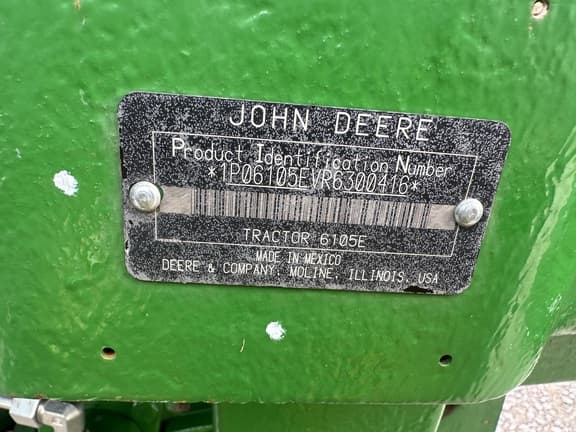 JOHN DEERE
Product Identification Number
*1P06105EVR6300416*
TRACTOR 6105E
MADE IN MEXICO
DEERE & COMPANY, MOLINE, ILLINOIS, USA